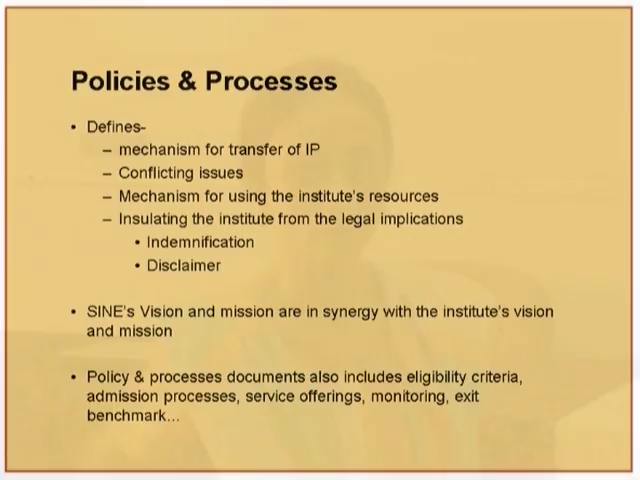 Policies & Processes
• Defines-
– mechanism for transfer of IP
– Conflicting issues
– Mechanism for using the institute's resources
– Insulating the institute from the legal implications
• Indemnification
• Disclaimer
• SINE's Vision and mission are in synergy with the institute's vision
and mission
• Policy & processes documents also includes eligibility criteria,
admission processes, service offerings, monitoring, exit
benchmark...